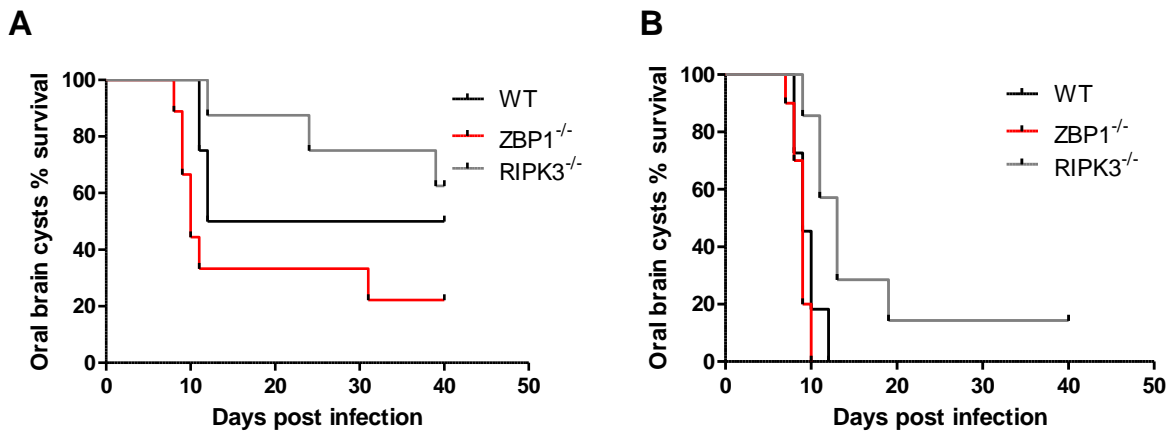 A
Oral brain cysts % survival
100
80
60
40
20
0
0 10 20 30 40 50
Days post infection
WT
ZBP1-/-
RIPK3-/-
B
Oral brain cysts % survival
100
80
60
40
20
0
0 10 20 30 40 50
Days post infection
WT
ZBP1-/-
RIPK3-/-